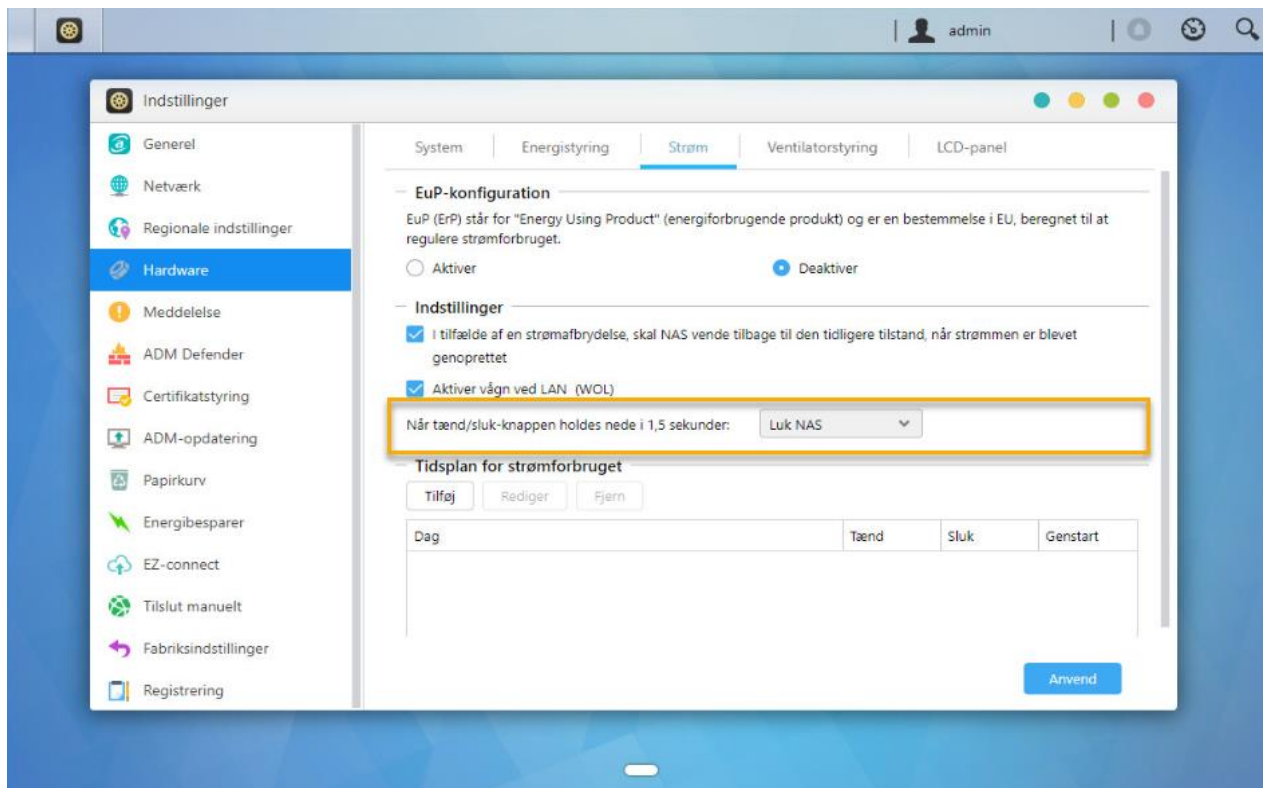 admin
Indstillinger
Generel
Netværk
Regionale indstillinger
Hardware
Meddelelse
ADM Defender
Certifikatstyring
ADM-opdatering
Papirkurv
Energibesparer
EZ-connect
Tilslut manuelt
Fabriksindstillinger
Registrering
System
Energistyring
Strøm
Ventilatorstyring
LCD-panel
EuP-konfiguration
EuP (ErP) står for "Energy Using Product" (energiforbrugende produkt) og er en bestemmelse i EU, beregnet til at
regulere strømforbruget.
Aktiver
Deaktiver
Indstillinger
I tilfælde af en strømafbrydelse, skal NAS vende tilbage til den tidligere tilstand, når strømmen er blevet
genoprettet
Aktiver vågn ved LAN (WOL)
Når tænd/sluk-knappen holdes nede i 1,5 sekunder:
Luk NAS
Tidsplan for strømforbruget
Tilføj
Rediger
Fjern
Dag
Tænd
Sluk
Genstart
Anvend